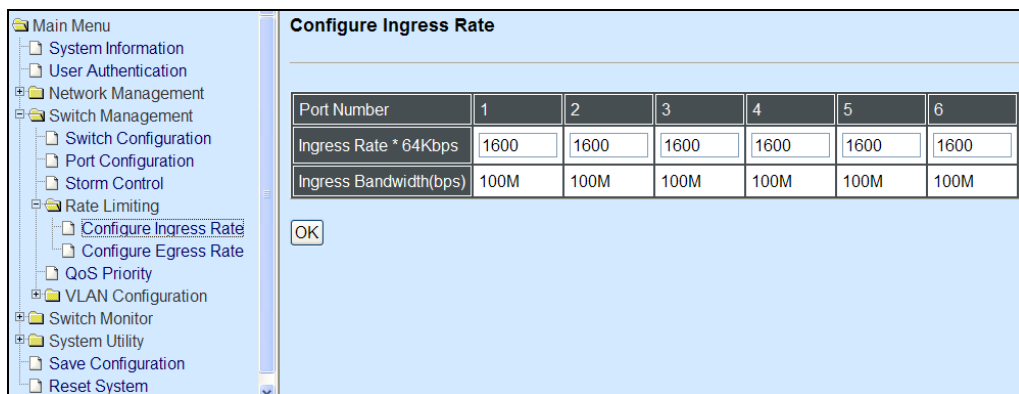 Main Menu
System Information
User Authentication
Network Management
Switch Management
Switch Configuration
Port Configuration
Storm Control
Rate Limiting
Configure Ingress Rate
Configure Egress Rate
QoS Priority
VLAN Configuration
Switch Monitor
System Utility
Save Configuration
Reset System
Configure Ingress Rate
Port Number 1 2 3 4 5 6
Ingress Rate * 64Kbps 1600 1600 1600 1600 1600 1600
Ingress Bandwidth(bps) 100M 100M 100M 100M 100M 100M
OK